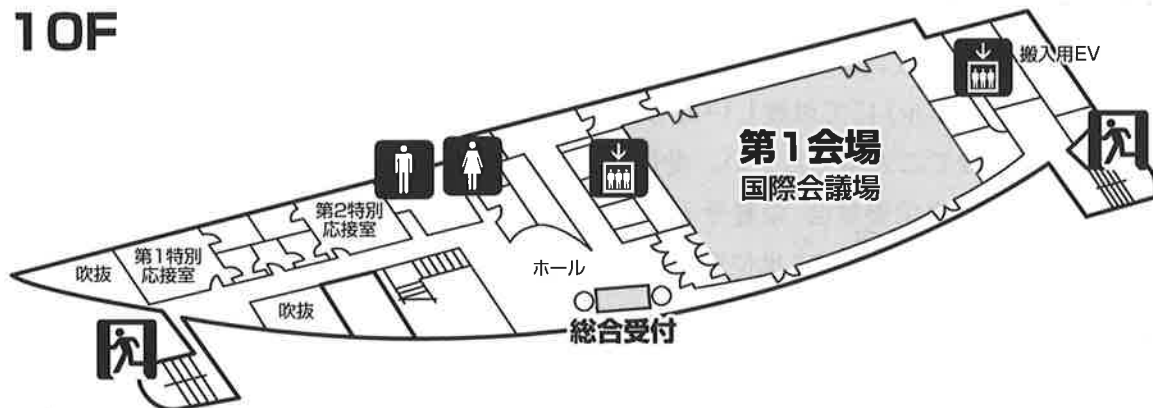 10F
搬入用EV
第1会場
国際会議場
第2特別
応接室
第1特別
応接室
吹抜
ホール
吹抜
総合受付